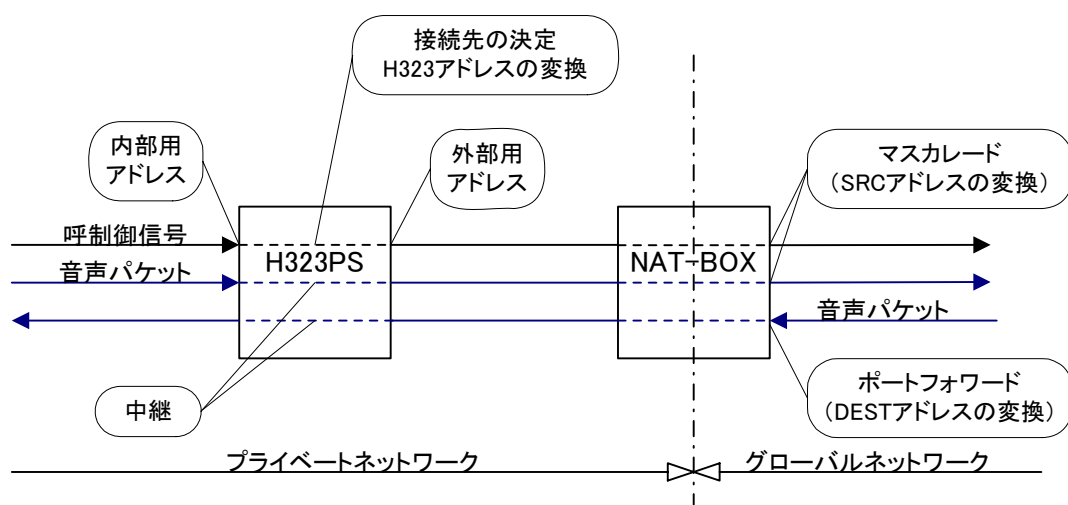 接続先の決定
H323アドレスの変換
内部用
アドレス
外部用
アドレス
マスカレード
(SRCアドレスの変換)
呼制御信号
H323PS
NAT-BOX
音声パケット
音声パケット
中継
ポートフォワード
(DESTアドレスの変換)
プライベートネットワーク
グローバルネットワーク